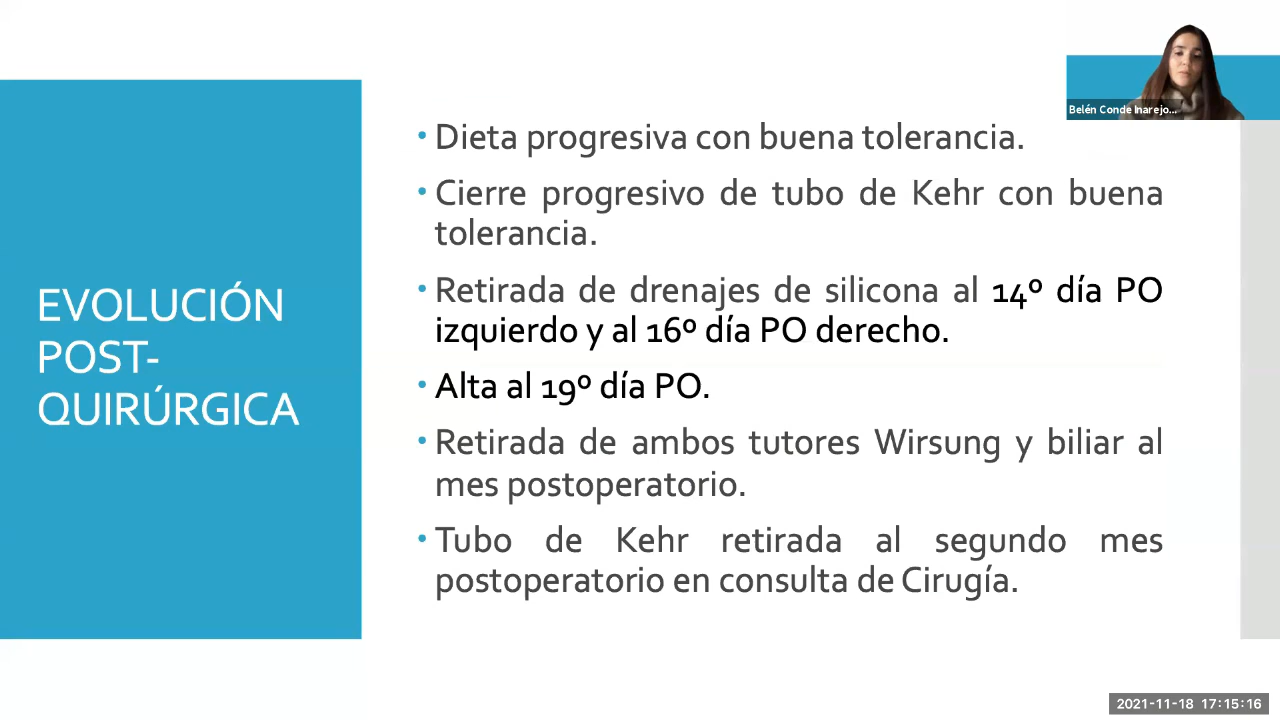 Belén Conde Inarejo...
EVOLUCIÓN
POST-
QUIRÚRGICA
• Dieta progresiva con buena tolerancia.
• Cierre progresivo de tubo de Kehr con buena
tolerancia.
• Retirada de drenajes de silicona al 14º día PO
izquierdo y al 16º día PO derecho.
• Alta al 19º día PO.
• Retirada de ambos tutores Wirsung y biliar al
mes postoperatorio.
• Tubo de Kehr retirada al segundo mes
postoperatorio en consulta de Cirugía.
2021-11-18 17:15:16